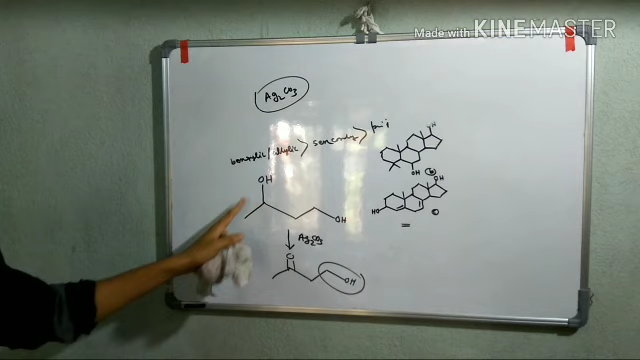 Made with KINEMASTER
Ag2CO3
benzylic/allylic > secondary > pri
OH
OH
OH
(b)
OH
HO
(c)
OH
Ag2CO3
O
OH